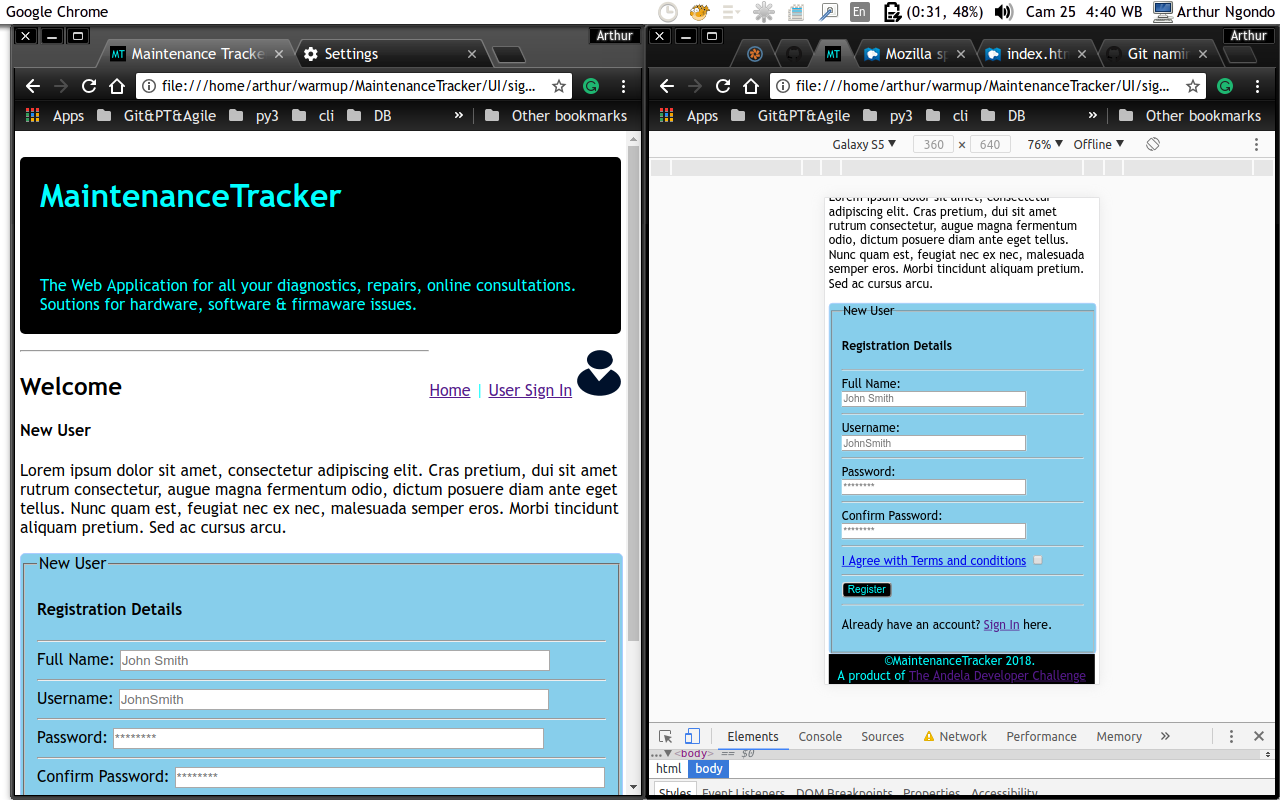 Google Chrome
En (0:31, 48%) Cam 25 4:40 WB Arthur Ngondo
Arthur
MT Maintenance Tracke Settings
file:///home/arthur/warmup/MaintenanceTracker/UI/sig...
Apps Git&PT&Agile py3 cli DB » Other bookmarks
MaintenanceTracker
The Web Application for all your diagnostics, repairs, online consultations.
Soutions for hardware, software & firmaware issues.
Welcome
Home | User Sign In
New User
Lorem ipsum dolor sit amet, consectetur adipiscing elit. Cras pretium, dui sit amet
rutrum consectetur, augue magna fermentum odio, dictum posuere diam ante eget
tellus. Nunc quam est, feugiat nec ex nec, malesuada semper eros. Morbi tincidunt
aliquam pretium. Sed ac cursus arcu.
New User
Registration Details
Full Name: John Smith
Username: JohnSmith
Password: ********
Confirm Password: ********
Arthur
MT Mozilla sp index.htm Git namin
file:///home/arthur/warmup/MaintenanceTracker/UI/sig...
Apps Git&PT&Agile py3 cli DB » Other bookmarks
Galaxy S5 ▼ 360 × 640 76% ▼ Offline ▼
Lorem ipsum dolor sit amet, consectetur
adipiscing elit. Cras pretium, dui sit amet
rutrum consectetur, augue magna fermentum
odio, dictum posuere diam ante eget tellus.
Nunc quam est, feugiat nec ex nec, malesuada
semper eros. Morbi tincidunt aliquam pretium.
Sed ac cursus arcu.
New User
Registration Details
Full Name:
John Smith
Username:
JohnSmith
Password:
********
Confirm Password:
********
I Agree with Terms and conditions
Register
Already have an account? Sign In here.
©MaintenanceTracker 2018.
A product of The Andela Developer Challenge
Elements Console Sources Network Performance Memory »
...▼<body> == $0
html body
Styles Event Listeners DOM Breakpoints Properties Accessibility